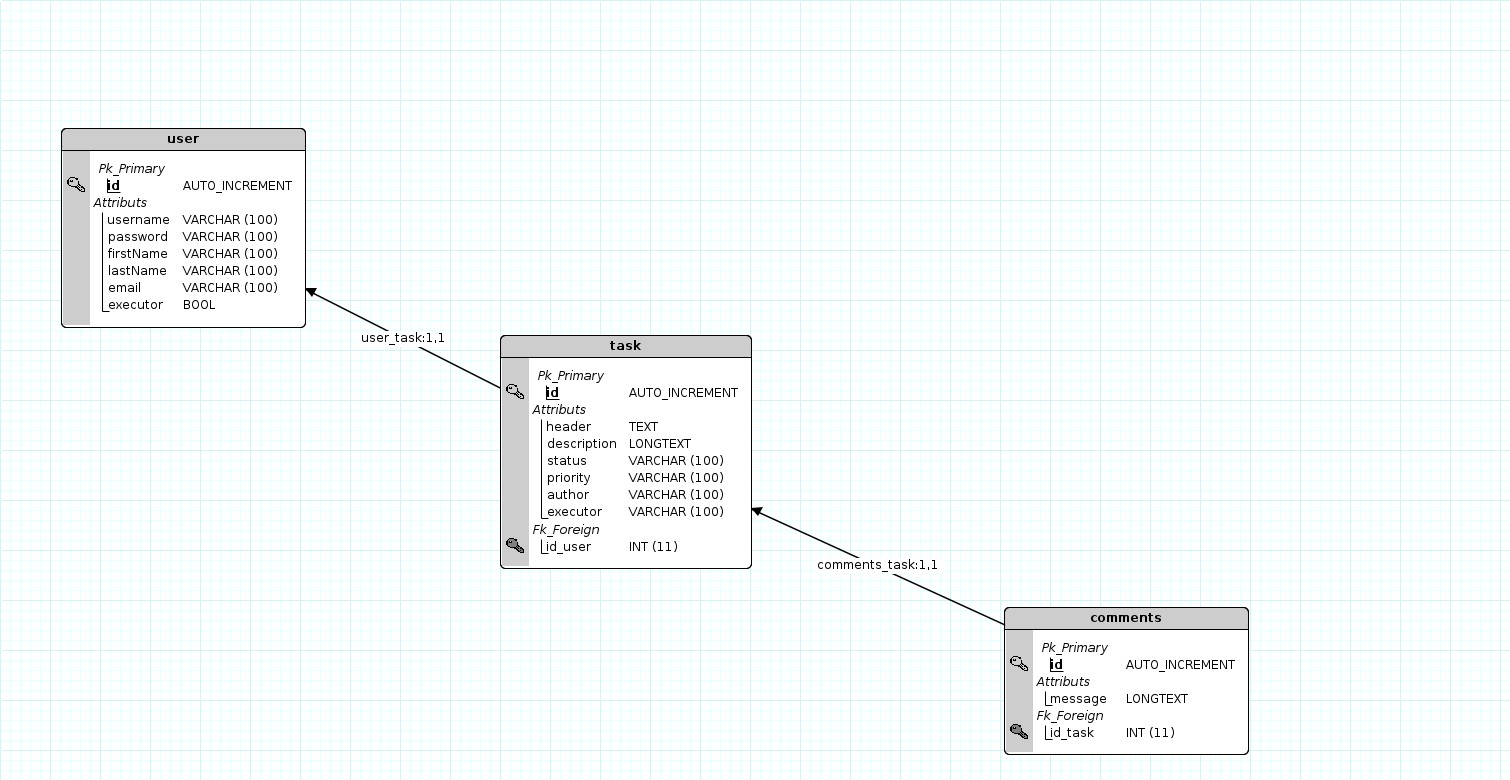 user
Pk_Primary
id AUTO_INCREMENT
Attributs
username VARCHAR (100)
password VARCHAR (100)
firstName VARCHAR (100)
lastName VARCHAR (100)
email VARCHAR (100)
executor BOOL
user_task:1,1
task
Pk_Primary
id AUTO_INCREMENT
Attributs
header TEXT
description LONGTEXT
status VARCHAR (100)
priority VARCHAR (100)
author VARCHAR (100)
executor VARCHAR (100)
Fk_Foreign
id_user INT (11)
comments_task:1,1
comments
Pk_Primary
id AUTO_INCREMENT
Attributs
message LONGTEXT
Fk_Foreign
id_task INT (11)